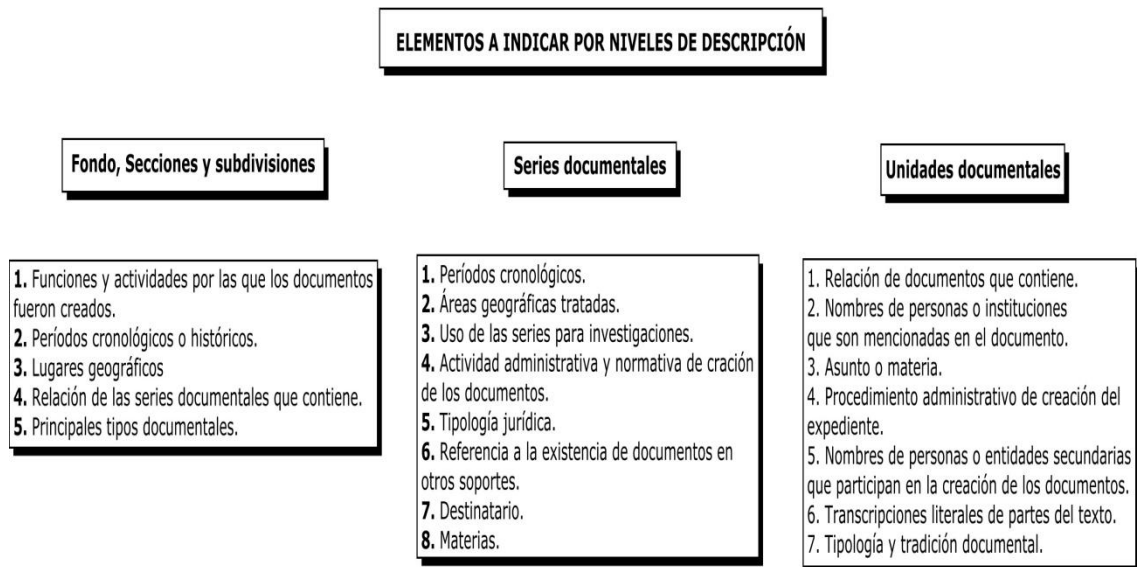 ELEMENTOS A INDICAR POR NIVELES DE DESCRIPCIÓN
Fondo, Secciones y subdivisiones
1. Funciones y actividades por las que los documentos
fueron creados.
2. Períodos cronológicos o históricos.
3. Lugares geográficos
4. Relación de las series documentales que contiene.
5. Principales tipos documentales.
Series documentales
1. Períodos cronológicos.
2. Áreas geográficas tratadas.
3. Uso de las series para investigaciones.
4. Actividad administrativa y normativa de cración
de los documentos.
5. Tipología jurídica.
6. Referencia a la existencia de documentos en
otros soportes.
7. Destinatario.
8. Materias.
Unidades documentales
1. Relación de documentos que contiene.
2. Nombres de personas o instituciones
que son mencionadas en el documento.
3. Asunto o materia.
4. Procedimiento administrativo de creación del
expediente.
5. Nombres de personas o entidades secundarias
que participan en la creación de los documentos.
6. Transcripciones literales de partes del texto.
7. Tipología y tradición documental.